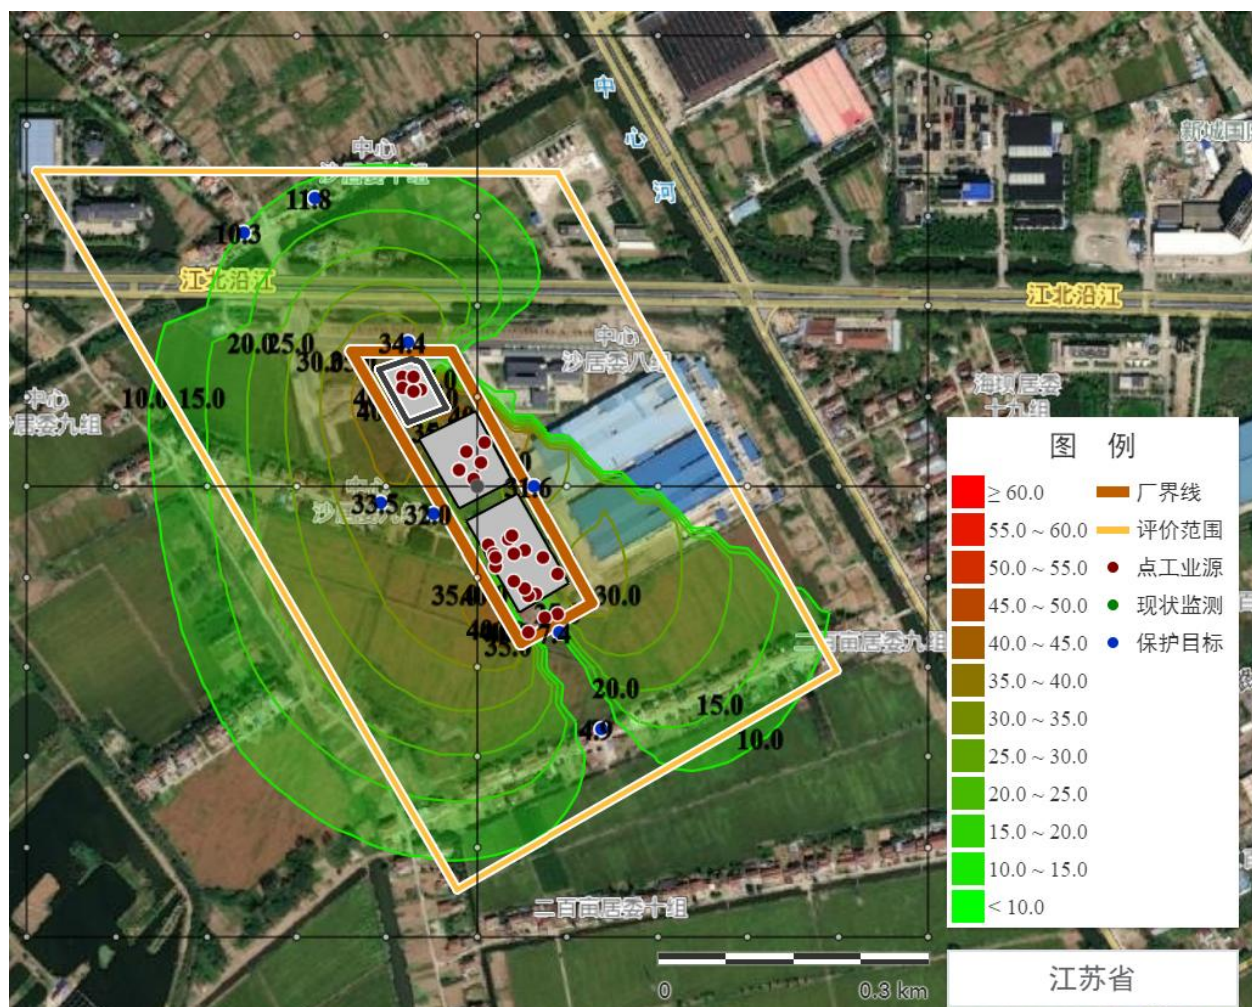 中
心
河
新城国
中心
沙居委十组
11.8
10.3
江北沿江
江北沿江
20.0
25.0
30.0
34.4
中心
沙居委八组
海坝居委
十九组
10.0
15.0
中心
居委九组
31.6
33.5
中心
32.0
35.0
30.0
35.0
7.4
二百亩居委九组
20.0
15.0
4.9
10.0
二百亩居委十组
图 例
≥ 60.0
厂界线
55.0 ~ 60.0
评价范围
50.0 ~ 55.0
点工业源
45.0 ~ 50.0
现状监测
40.0 ~ 45.0
保护目标
35.0 ~ 40.0
30.0 ~ 35.0
25.0 ~ 30.0
20.0 ~ 25.0
15.0 ~ 20.0
10.0 ~ 15.0
< 10.0
0
0.3 km
江苏省